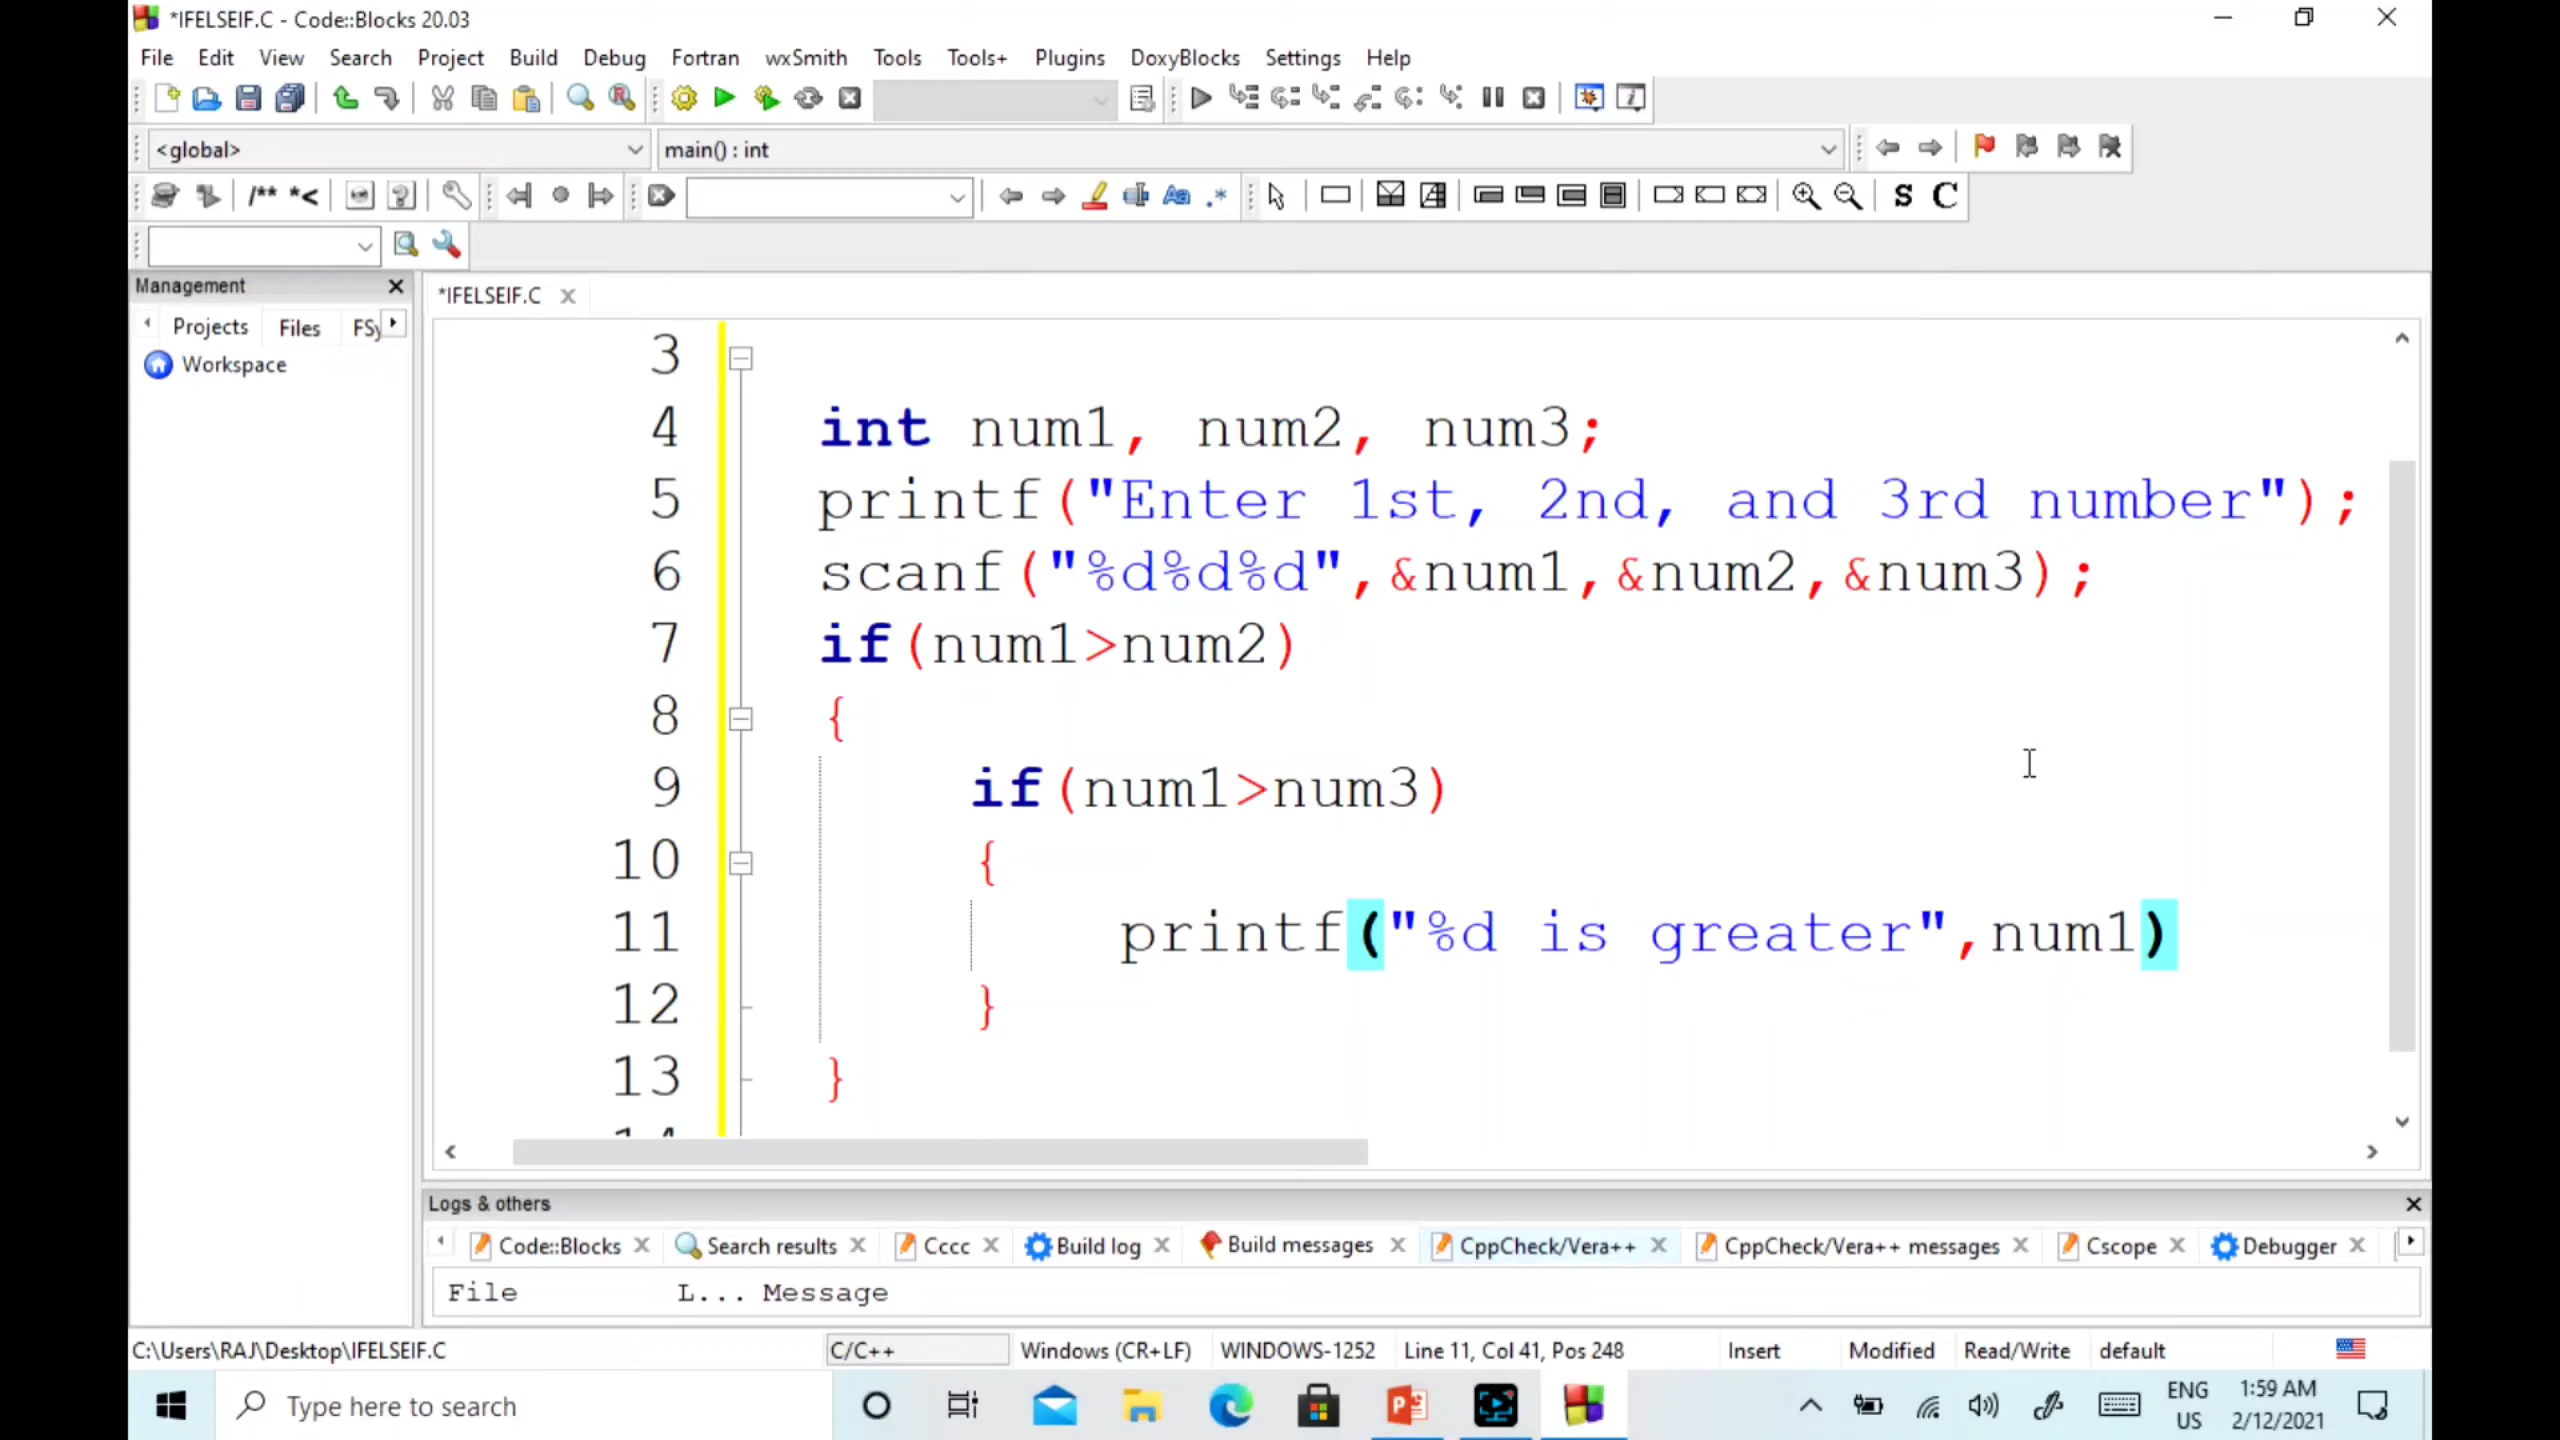 *IFELSEIF.C - Code::Blocks 20.03
File Edit View Search Project Build Debug Fortran wxSmith Tools Tools+ Plugins DoxyBlocks Settings Help
<global> main() : int
/** *< Aa .* S C
Management
Projects Files FSy
Workspace
*IFELSEIF.C
3
4 int num1, num2, num3;
5 printf("Enter 1st, 2nd, and 3rd number");
6 scanf("%d%d%d",&num1,&num2,&num3);
7 if(num1>num2)
8 {
9 if(num1>num3)
10 {
11 printf("%d is greater",num1)
12 }
13 }
14
Logs & others
Code::Blocks Search results Cccc Build log Build messages CppCheck/Vera++ CppCheck/Vera++ messages Cscope Debugger
File L... Message
C:\Users\RAJ\Desktop\IFELSEIF.C C/C++ Windows (CR+LF) WINDOWS-1252 Line 11, Col 41, Pos 248 Insert Modified Read/Write default
Type here to search
ENG 1:59 AM
US 2/12/2021